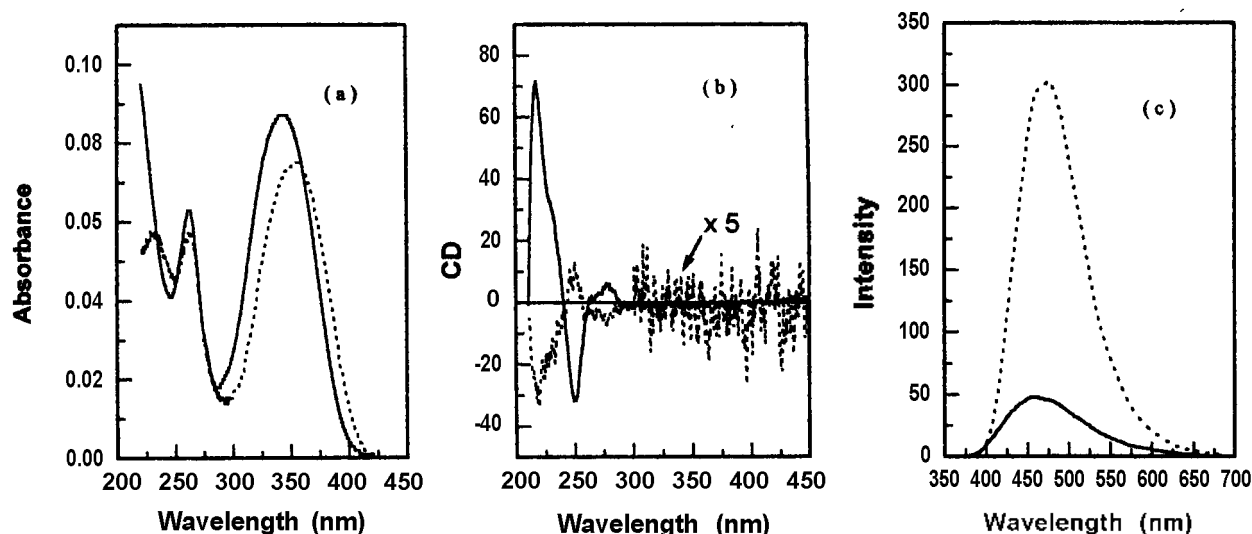 ( a )
0.10
0.08
0.05
0.04
0.02
0.00
200 250 300 350 400 450
Absorbance
Wavelength (nm)
( b )
80
60
40
20
0
-20
-40
x 5
200 250 300 350 400 450
CD
Wavelength (nm)
( c )
350
300
250
200
150
100
50
0
350 400 450 500 550 600 650 700
Intensity
Wavelength (nm)